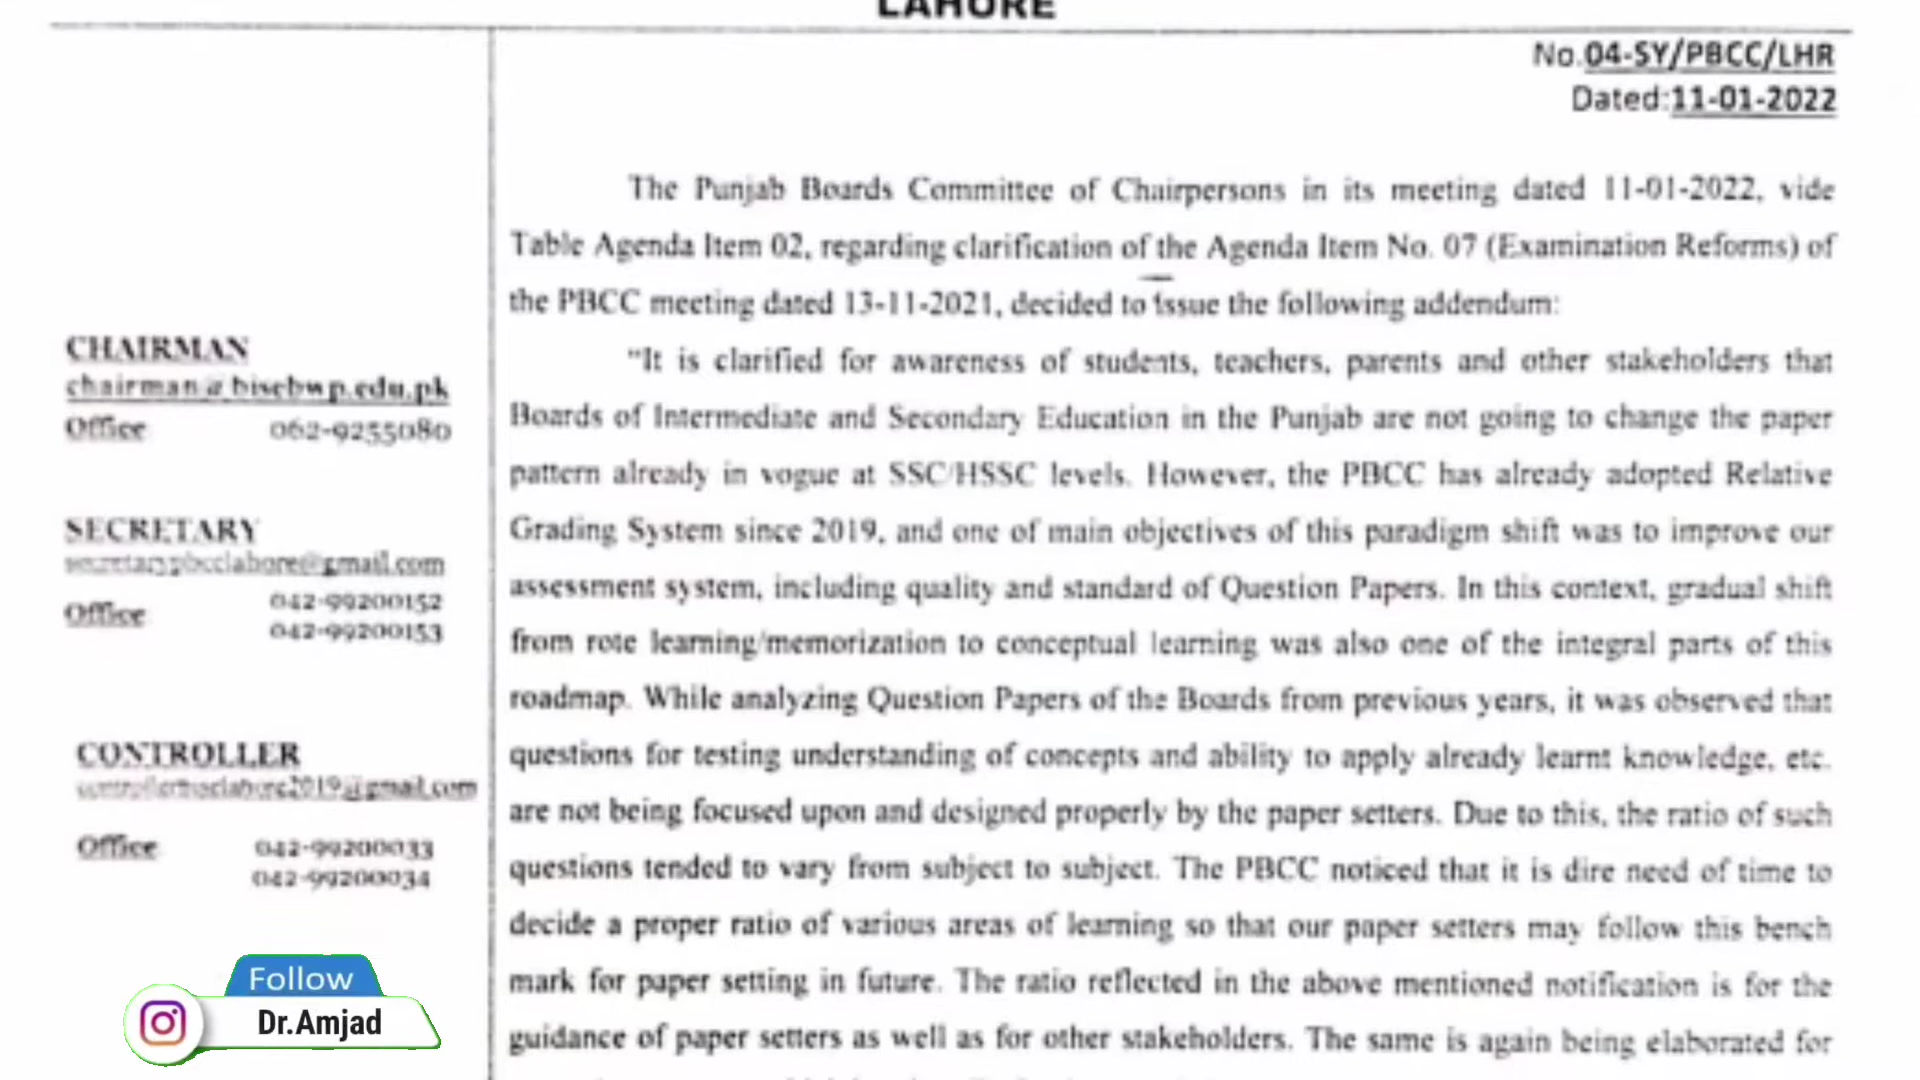 LAHORE
No.04-SY/PBCC/LHR
Dated:11-01-2022
The Punjab Boards Committee of Chairpersons in its meeting dated 11-01-2022, vide
Table Agenda Item 02, regarding clarification of the Agenda Item No. 07 (Examination Reforms) of
the PBCC meeting dated 13-11-2021, decided to issue the following addendum:
"It is clarified for awareness of students, teachers, parents and other stakeholders that
Boards of Intermediate and Secondary Education in the Punjab are not going to change the paper
pattern already in vogue at SSC/HSSC levels. However, the PBCC has already adopted Relative
Grading System since 2019, and one of main objectives of this paradigm shift was to improve our
assessment system, including quality and standard of Question Papers. In this context, gradual shift
from rote learning/memorization to conceptual learning was also one of the integral parts of this
roadmap. While analyzing Question Papers of the Boards from previous years, it was observed that
questions for testing understanding of concepts and ability to apply already learnt knowledge, etc.
are not being focused upon and designed properly by the paper setters. Due to this, the ratio of such
questions tended to vary from subject to subject. The PBCC noticed that it is dire need of time to
decide a proper ratio of various areas of learning so that our paper setters may follow this bench
mark for paper setting in future. The ratio reflected in the above mentioned notification is for the
guidance of paper setters as well as for other stakeholders. The same is again being elaborated for
CHAIRMAN
chairman@bisebwp.edu.pk
Office 062-9255080
SECRETARY
secretarypbcclahore@gmail.com
Office 042-99200152
042-99200153
CONTROLLER
Office 042-99200033
042-99200034
Follow
Dr.Amjad